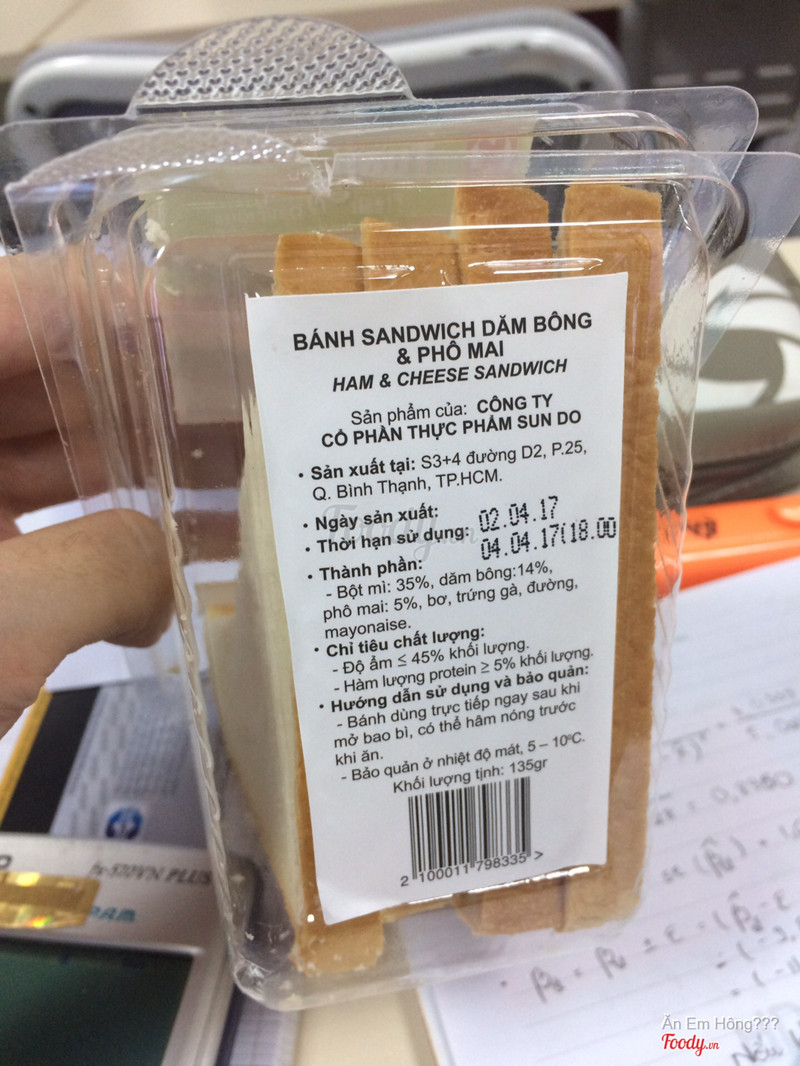 BÁNH SANDWICH DĂM BÔNG
& PHÔ MAI
HAM & CHEESE SANDWICH
Sản phẩm của: CÔNG TY
CỔ PHẦN THỰC PHẨM SUN DO
• Sản xuất tại: S3+4 đường D2, P.25,
Q. Bình Thạnh, TP.HCM.
• Ngày sản xuất: 02.04.17
• Thời hạn sử dụng: 04.04.17(18.00
• Thành phần:
- Bột mì: 35%, dăm bông:14%,
phô mai: 5%, bơ, trứng gà, đường,
mayonaise.
• Chỉ tiêu chất lượng:
- Độ ẩm ≤ 45% khối lượng.
- Hàm lượng protein ≥ 5% khối lượng.
• Hướng dẫn sử dụng và bảo quản:
- Bánh dùng trực tiếp ngay sau khi
mở bao bì, có thể hâm nóng trước
khi ăn.
- Bảo quản ở nhiệt độ mát, 5 – 10ºC.
Khối lượng tịnh: 135gr
2 100011 798335 >
fx-570VN PLUS
Foody.vn
Ăn Em Hông???
Foody.vn